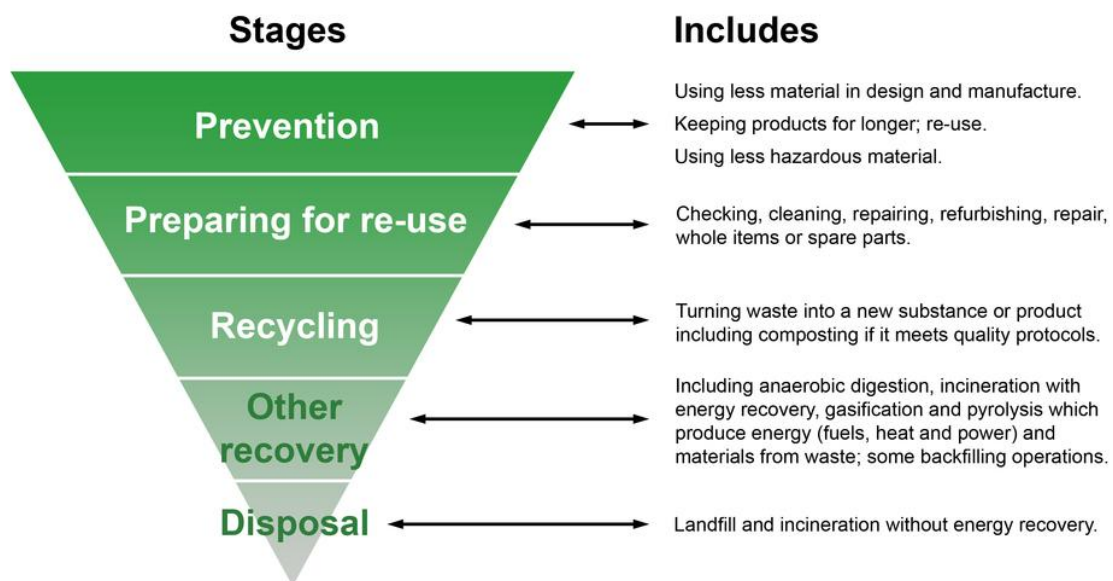 Stages
Includes
Prevention
Using less material in design and manufacture.
Keeping products for longer; re-use.
Using less hazardous material.
Preparing for re-use
Checking, cleaning, repairing, refurbishing, repair,
whole items or spare parts.
Recycling
Turning waste into a new substance or product
including composting if it meets quality protocols.
Other
recovery
Including anaerobic digestion, incineration with
energy recovery, gasification and pyrolysis which
produce energy (fuels, heat and power) and
materials from waste; some backfilling operations.
Disposal
Landfill and incineration without energy recovery.